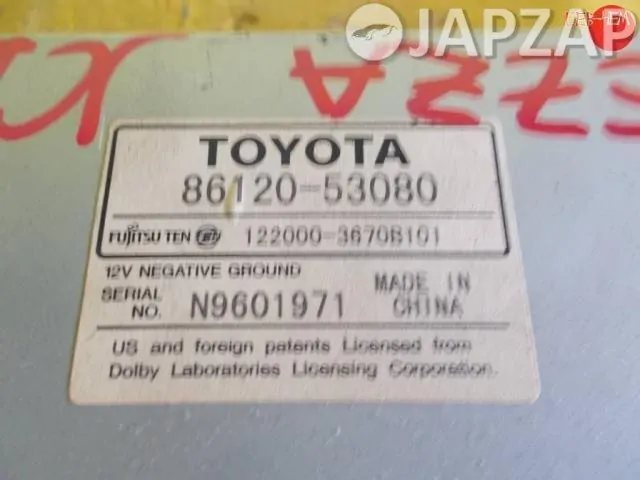 JAPZAP
TOYOTA
86120-53080
FUJITSU TEN 122000-3670B101
12V NEGATIVE GROUND
SERIAL NO. N9601971
MADE IN CHINA
US and foreign patents Licensed from
Dolby Laboratories Licensing Corporation.